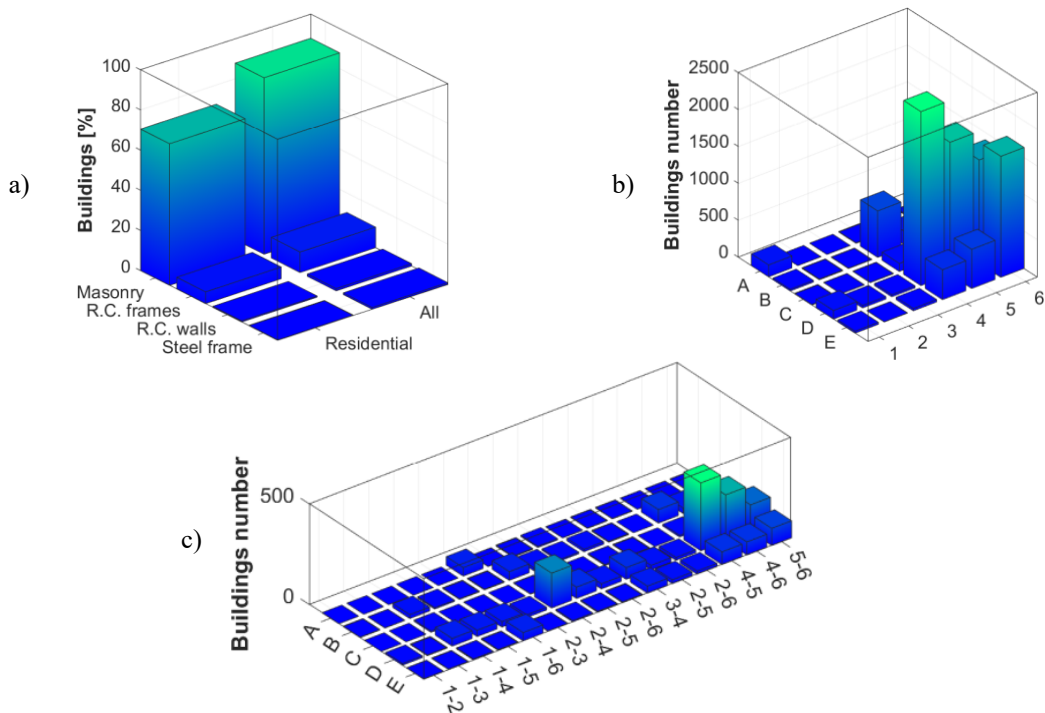 a)
Buildings [%]
100
80
60
40
20
0
Masonry
R.C. frames
R.C. walls
Steel frame
Residential
All
b)
Buildings number
2500
2000
1500
1000
500
0
A
B
C
D
E
1
2
3
4
5
6
c)
Buildings number
500
0
A
B
C
D
E
1-2
1-3
1-4
1-5
1-6
2-3
2-4
2-5
2-6
3-4
2-5
2-6
4-5
4-6
5-6